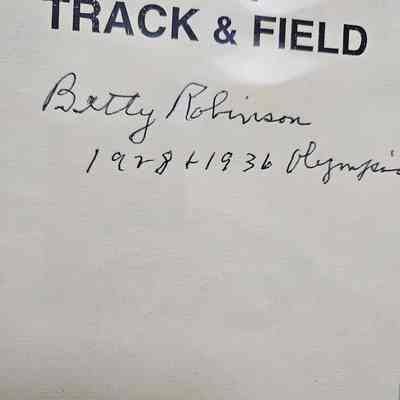 TRACK & FIELD
Betty Robinson
1928 + 1936 Olympics